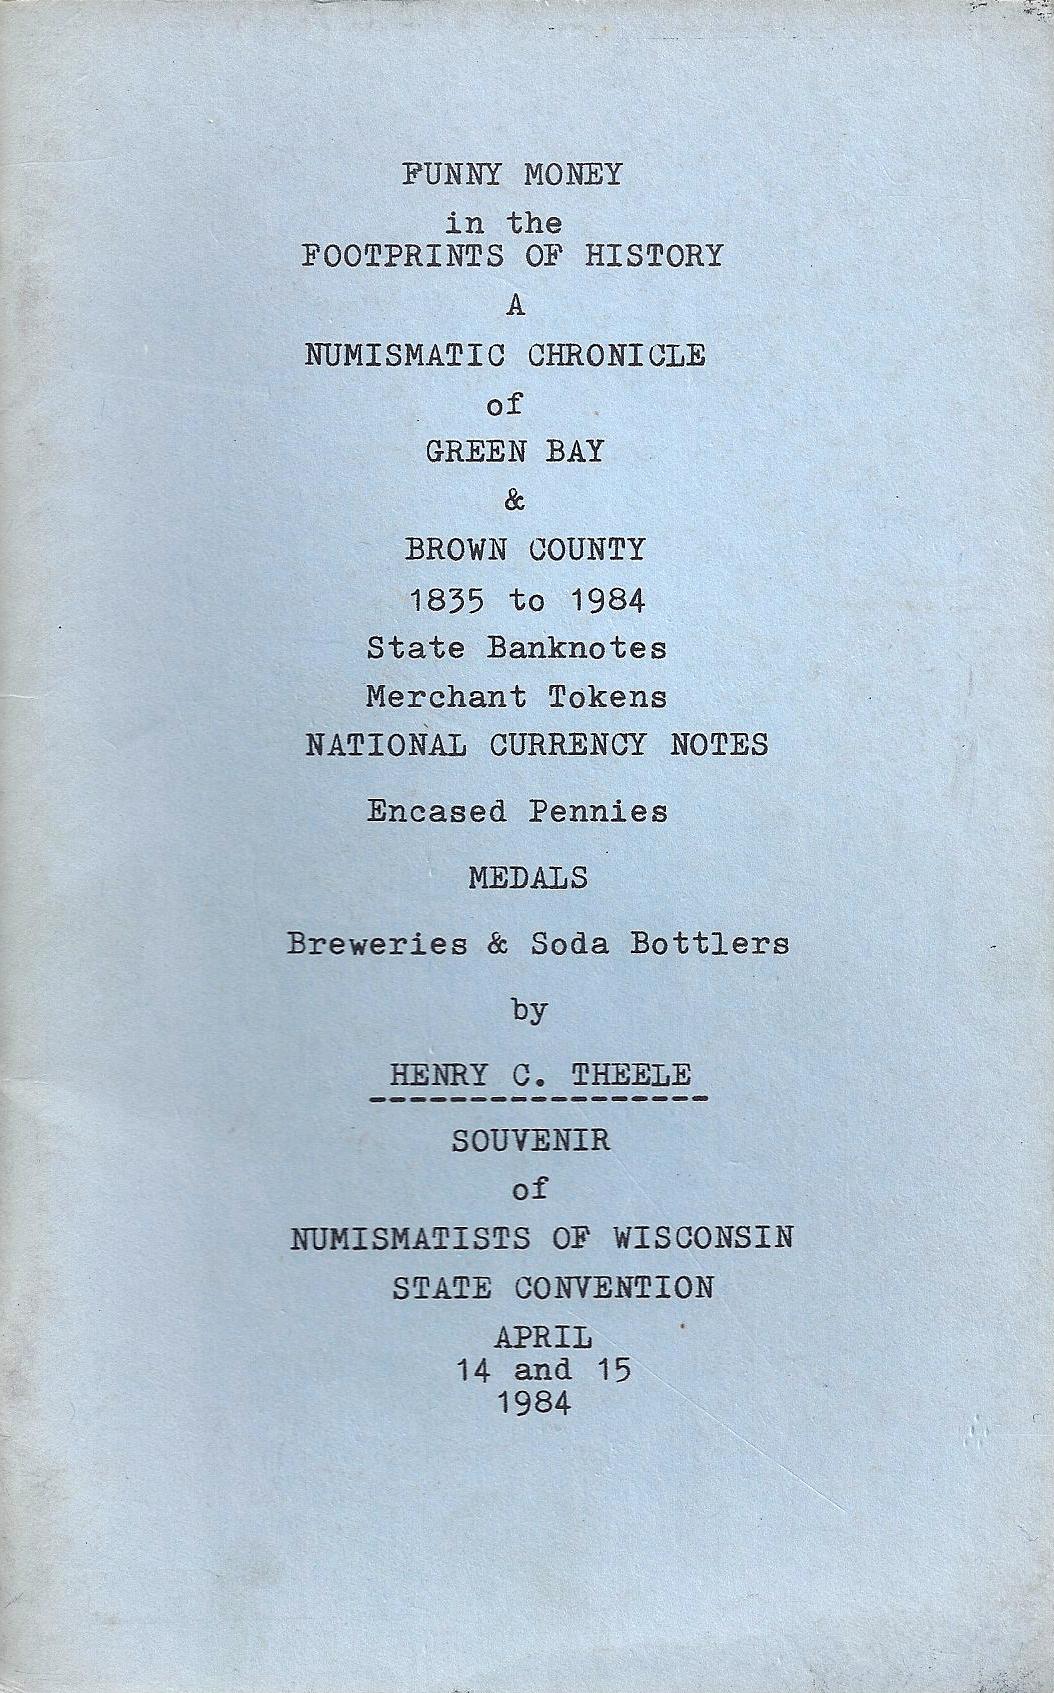 FUNNY MONEY
in the
FOOTPRINTS OF HISTORY
A
NUMISMATIC CHRONICLE
of
GREEN BAY
&
BROWN COUNTY
1835 to 1984
State Banknotes
Merchant Tokens
NATIONAL CURRENCY NOTES
Encased Pennies
MEDALS
Breweries & Soda Bottlers
by
HENRY C. THEELE
SOUVENIR
of
NUMISMATISTS OF WISCONSIN
STATE CONVENTION
APRIL
14 and 15
1984